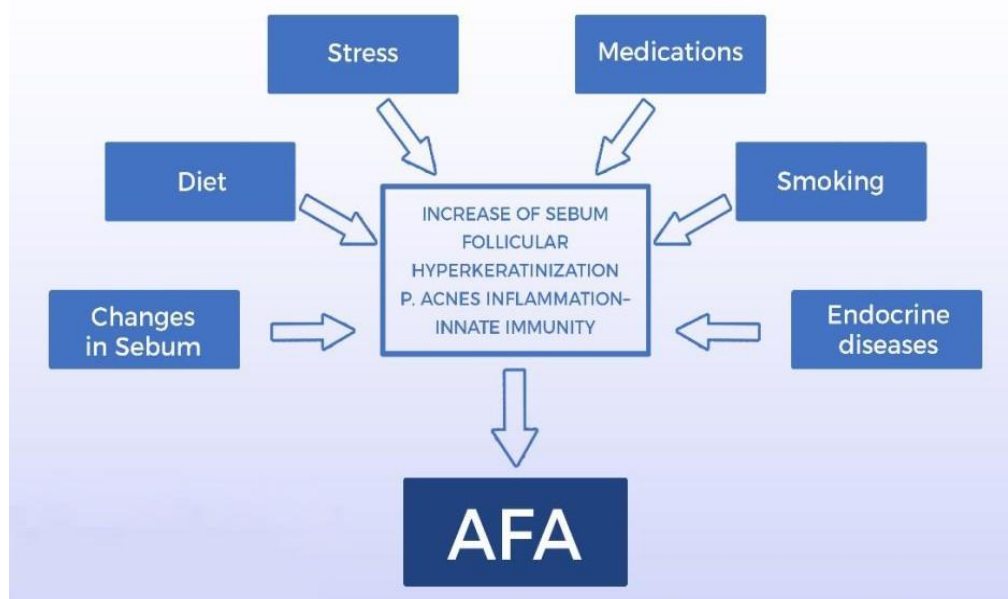 Stress
Medications
Diet
Smoking
INCREASE OF SEBUM
FOLLICULAR
HYPERKERATINIZATION
P. ACNES INFLAMMATION–
INNATE IMMUNITY
Changes
in Sebum
Endocrine
diseases
AFA